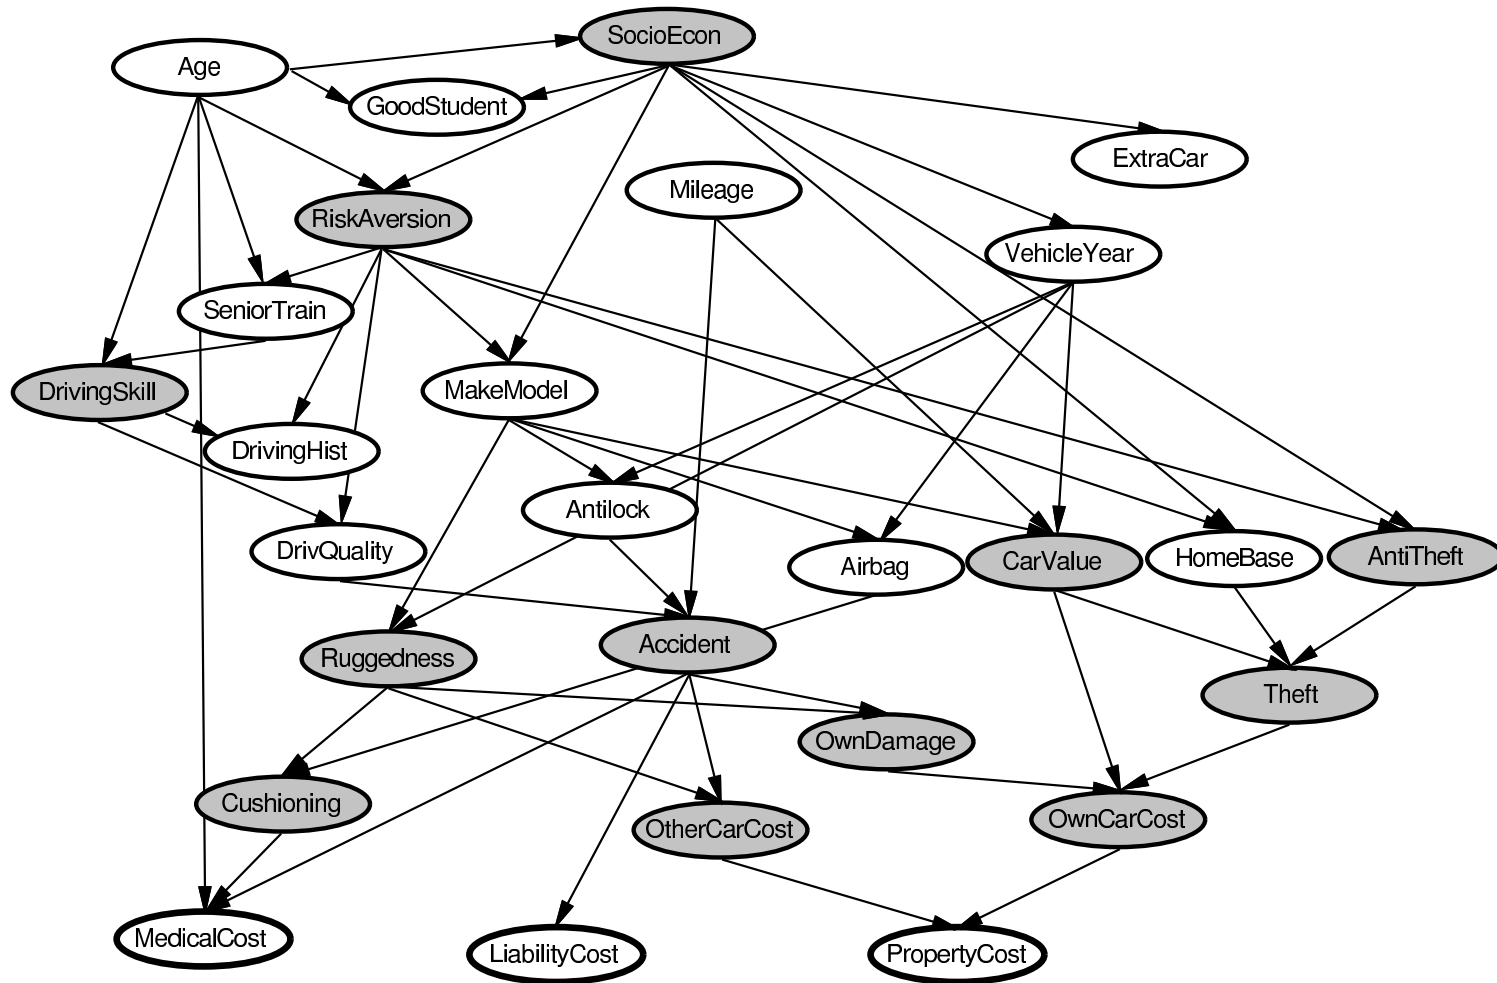 SocioEcon
Age
GoodStudent
ExtraCar
Mileage
RiskAversion
VehicleYear
SeniorTrain
DrivingSkill
MakeModel
DrivingHist
Antilock
DrivQuality
Airbag
CarValue
HomeBase
AntiTheft
Ruggedness
Accident
Theft
OwnDamage
Cushioning
OtherCarCost
OwnCarCost
MedicalCost
LiabilityCost
PropertyCost